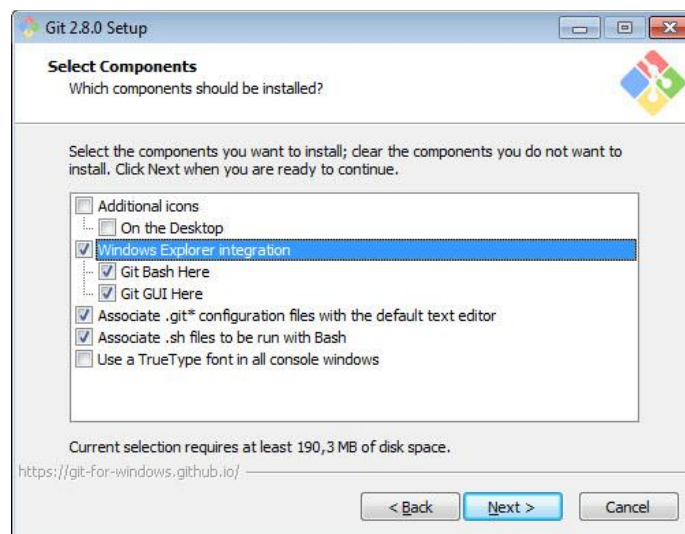 Git 2.8.0 Setup
Select Components
Which components should be installed?
Select the components you want to install; clear the components you do not want to
install. Click Next when you are ready to continue.
Additional icons
On the Desktop
Windows Explorer integration
Git Bash Here
Git GUI Here
Associate .git* configuration files with the default text editor
Associate .sh files to be run with Bash
Use a TrueType font in all console windows
Current selection requires at least 190,3 MB of disk space.
https://git-for-windows.github.io/
< Back
Next >
Cancel